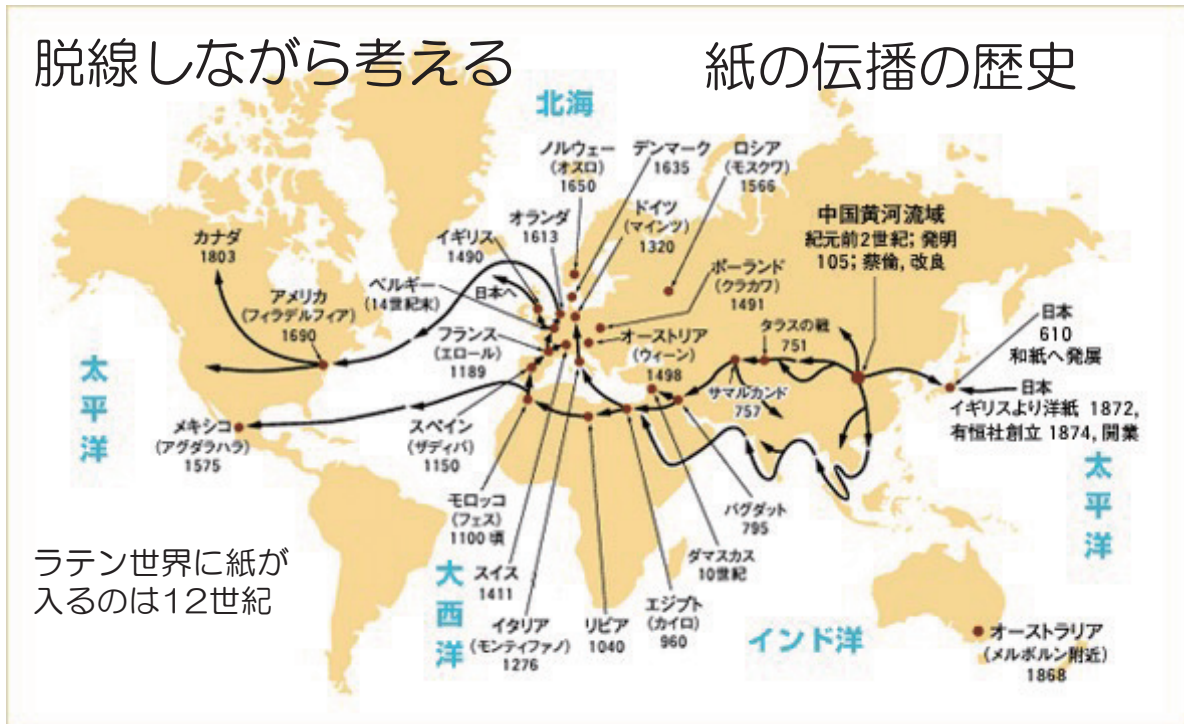 脱線しながら考える
紙の伝播の歴史
北海
ノルウェー
(オスロ)
1650
デンマーク
1635
ロシア
(モスクワ)
1566
オランダ
1613
ドイツ
(マインツ)
1320
中国黄河流域
紀元前2世紀; 発明
105; 蔡倫, 改良
カナダ
1803
イギリス
1490
ポーランド
(クラカワ)
1491
ベルギー
(14世紀末)
日本へ
アメリカ
(フィラデルフィア)
1690
フランス
(エロール)
1189
オーストリア
(ウィーン)
1498
タラスの戦
751
日本
610
和紙へ発展
サマルカンド
757
日本
イギリスより洋紙 1872,
有恒社創立 1874, 開業
太平洋
メキシコ
(アグダラハラ)
1575
スペイン
(ザディバ)
1150
太平洋
モロッコ
(フェス)
1100 頃
バグダット
795
ダマスカス
10世紀
ラテン世界に紙が
入るのは12世紀
大西洋
スイス
1411
イタリア
(モンティファノ)
1276
リビア
1040
エジプト
(カイロ)
960
インド洋
オーストラリア
(メルボルン附近)
1868